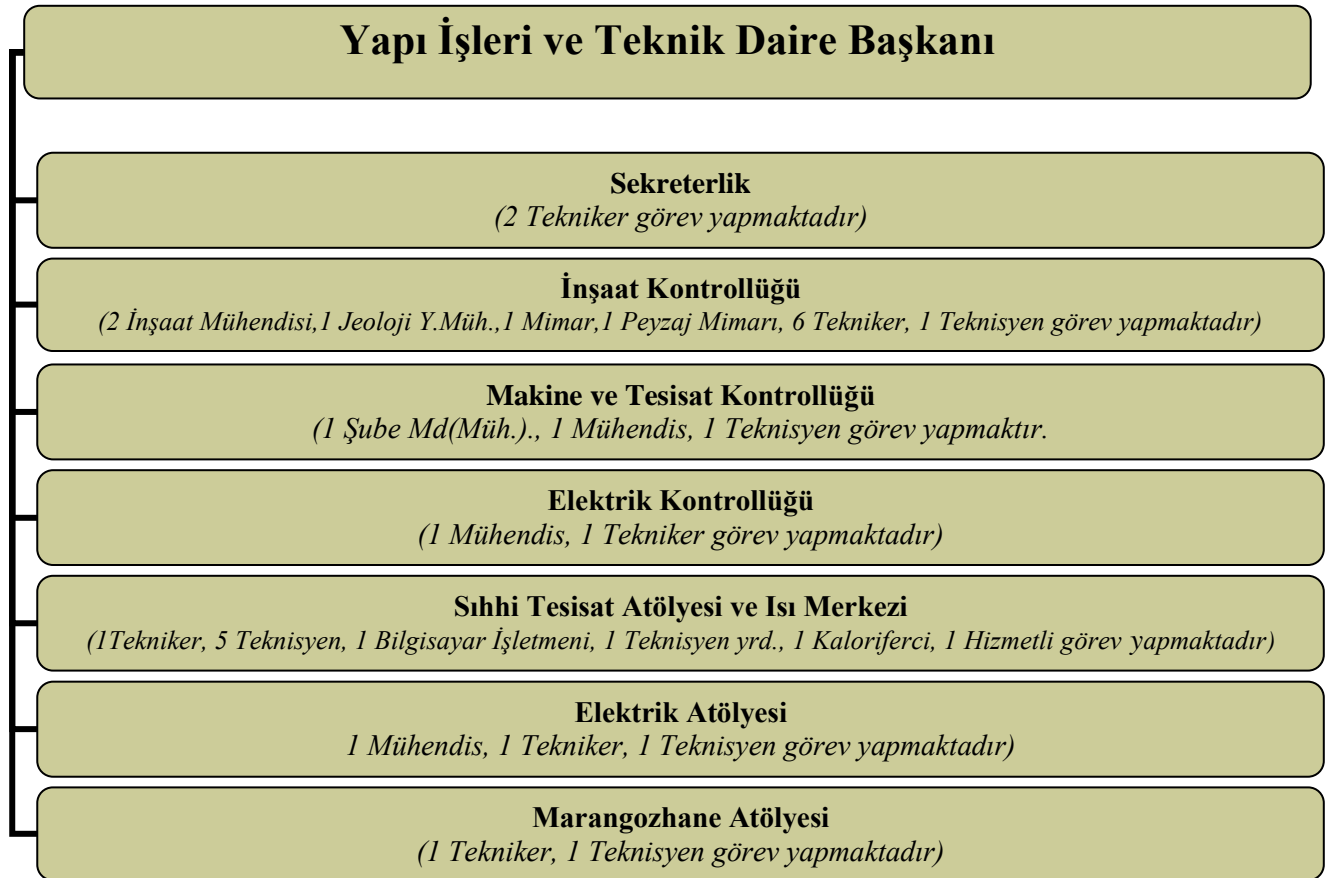 Yapı İşleri ve Teknik Daire Başkanı
Sekreterlik
(2 Tekniker görev yapmaktadır)
İnşaat Kontrollüğü
(2 İnşaat Mühendisi,1 Jeoloji Y.Müh.,1 Mimar,1 Peyzaj Mimarı, 6 Tekniker, 1 Teknisyen görev yapmaktadır)
Makine ve Tesisat Kontrollüğü
(1 Şube Md(Müh.)., 1 Mühendis, 1 Teknisyen görev yapmaktır.
Elektrik Kontrollüğü
(1 Mühendis, 1 Tekniker görev yapmaktadır)
Sıhhi Tesisat Atölyesi ve Isı Merkezi
(1Tekniker, 5 Teknisyen, 1 Bilgisayar İşletmeni, 1 Teknisyen yrd., 1 Kaloriferci, 1 Hizmetli görev yapmaktadır)
Elektrik Atölyesi
1 Mühendis, 1 Tekniker, 1 Teknisyen görev yapmaktadır)
Marangozhane Atölyesi
(1 Tekniker, 1 Teknisyen görev yapmaktadır)